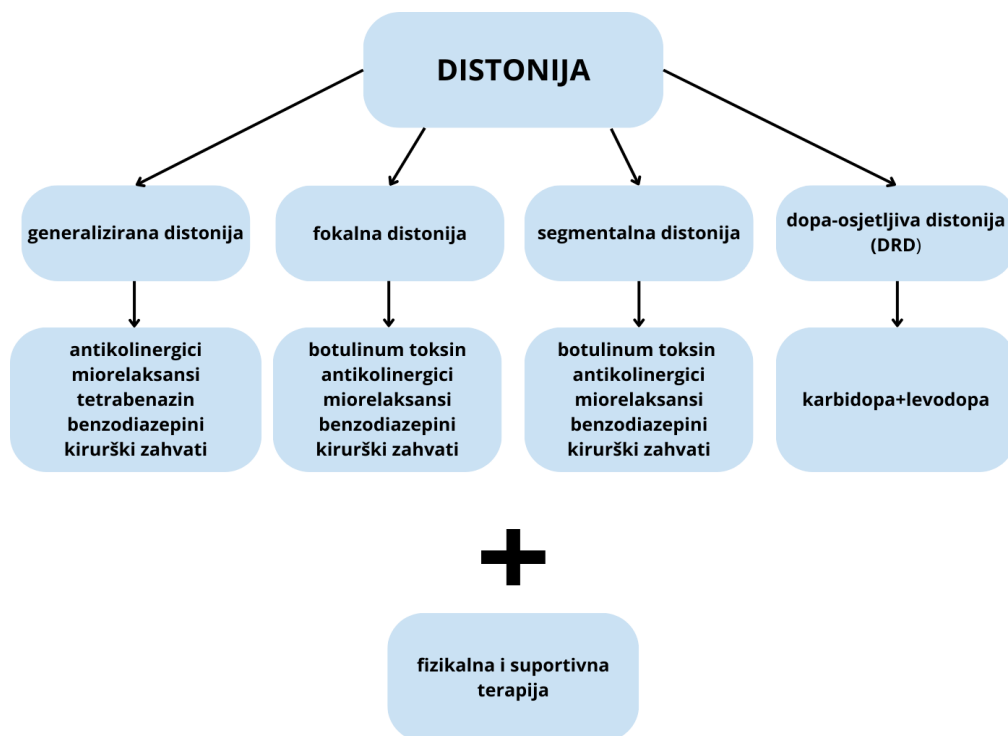 DISTONIJA
generalizirana distonija
fokalna distonija
segmentalna distonija
dopa-osjetljiva distonija
(DRD)
antikolinergici
miorelaksansi
tetrabenazin
benzodiazepini
kirurški zahvati
botulinum toksin
antikolinergici
miorelaksansi
benzodiazepini
kirurški zahvati
botulinum toksin
antikolinergici
miorelaksansi
benzodiazepini
kirurški zahvati
karbidopa+levodopa
+
fizikalna i suportivna
terapija